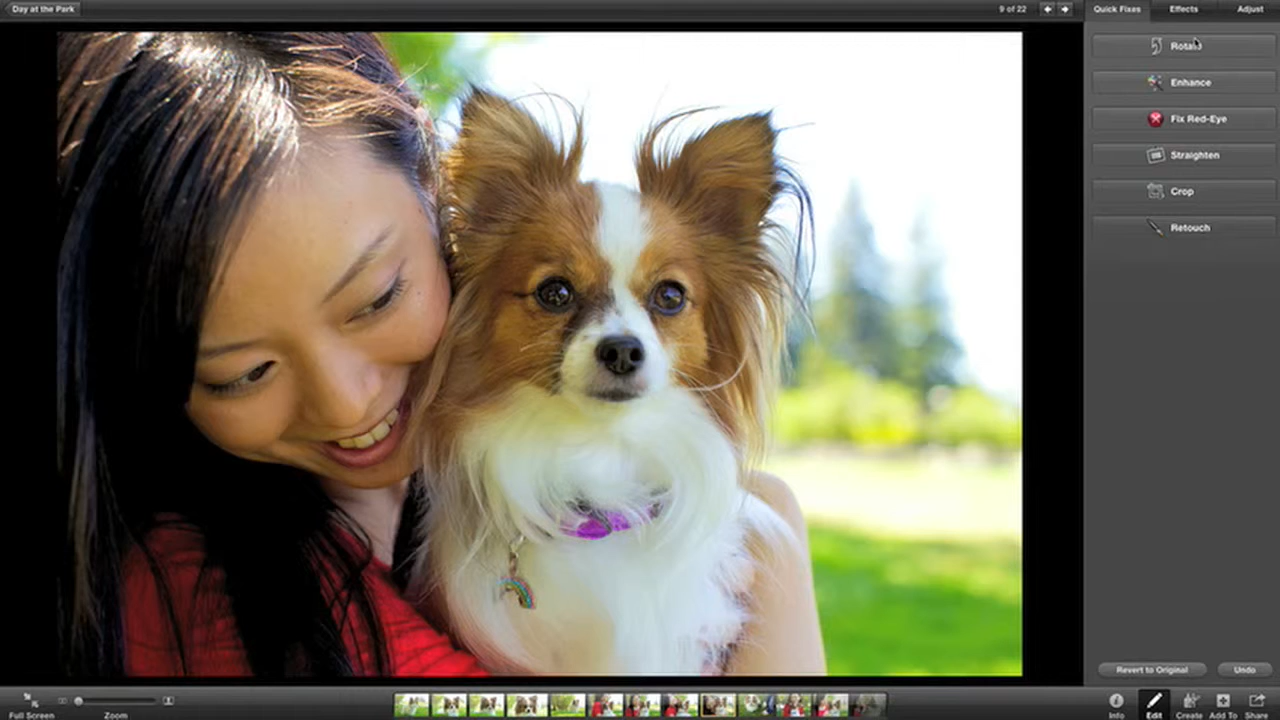 Day at the Park
9 of 22
Quick Fixes
Effects
Adjust
Rotate
Enhance
Fix Red-Eye
Straighten
Crop
Retouch
Revert to Original
Undo
Full Screen
Zoom
Info
Edit
Create
Add To
Share